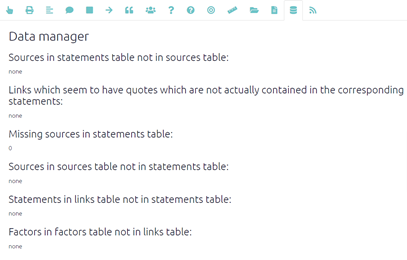 Data manager
Sources in statements table not in sources table:
none
Links which seem to have quotes which are not actually contained in the corresponding
statements:
none
Missing sources in statements table:
0
Sources in sources table not in statements table:
none
Statements in links table not in statements table:
none
Factors in factors table not in links table:
none